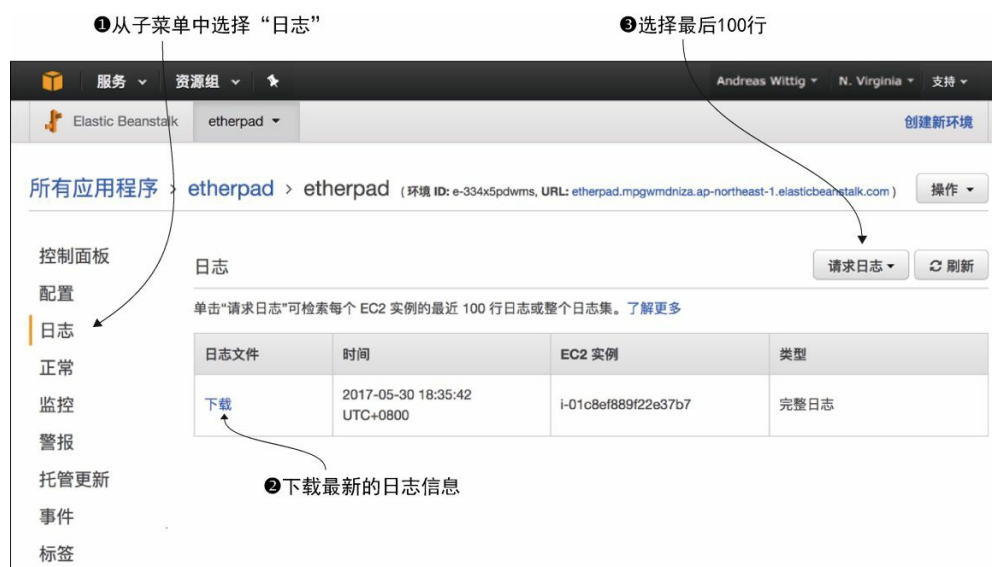 ❶从子菜单中选择“日志”
❸选择最后100行
服务 资源组 Andreas Wittig N. Virginia 支持
Elastic Beanstalk etherpad 创建新环境
所有应用程序 > etherpad > etherpad (环境 ID: e-334x5pdwms, URL: etherpad.mpgwmdniza.ap-northeast-1.elasticbeanstalk.com) 操作
控制面板
配置
日志
正常
监控
警报
托管更新
事件
标签
日志 请求日志 刷新
单击“请求日志”可检索每个 EC2 实例的最近 100 行日志或整个日志集。了解更多
日志文件 时间 EC2 实例 类型
下载 2017-05-30 18:35:42 UTC+0800 i-01c8ef889f22e37b7 完整日志
❷下载最新的日志信息